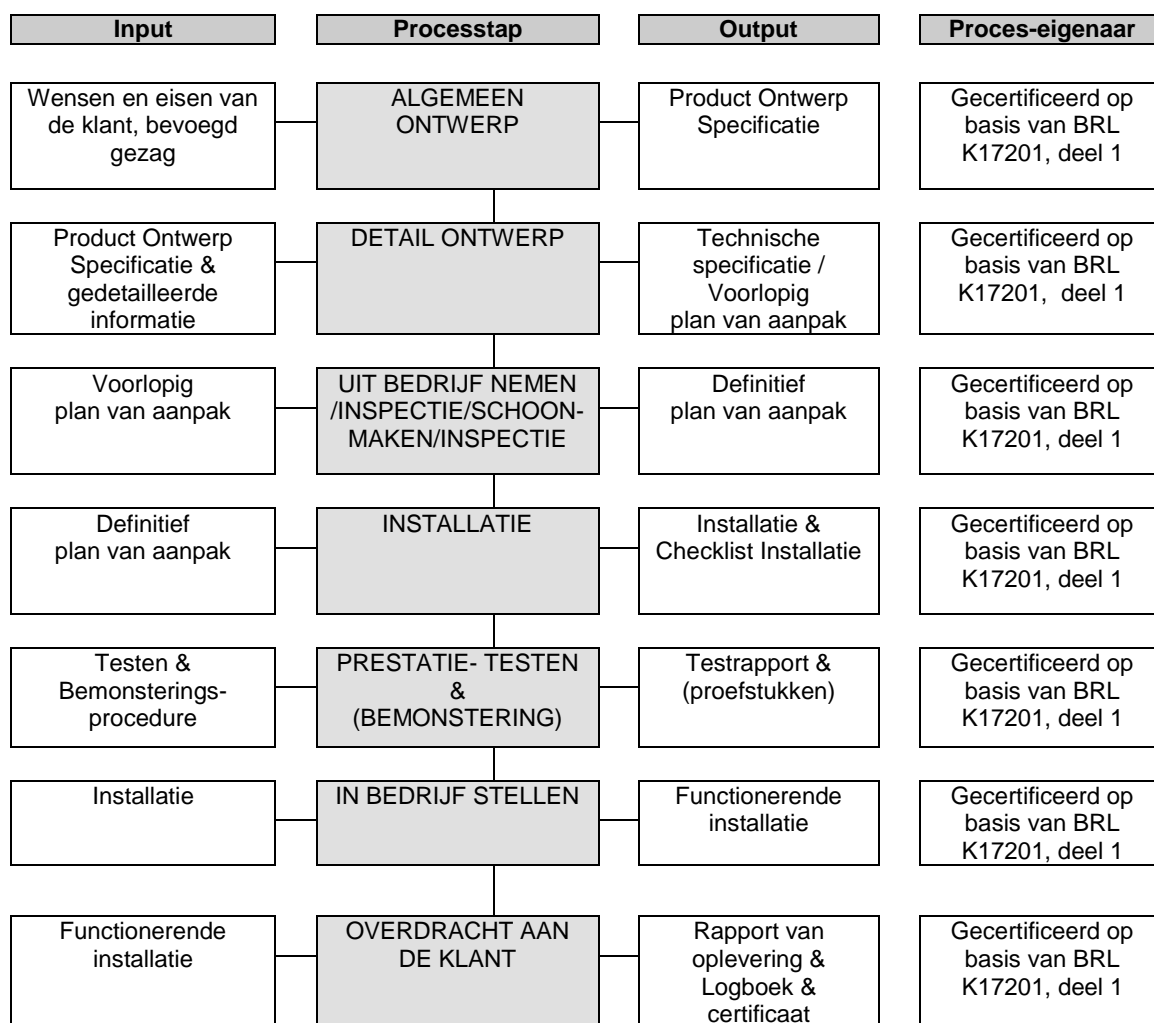 Input
Processtap
Output
Proces-eigenaar
Wensen en eisen van
de klant, bevoegd
gezag
ALGEMEEN
ONTWERP
Product Ontwerp
Specificatie
Gecertificeerd op
basis van BRL
K17201, deel 1
Product Ontwerp
Specificatie &
gedetailleerde
informatie
DETAIL ONTWERP
Technische
specificatie /
Voorlopig
plan van aanpak
Gecertificeerd op
basis van BRL
K17201, deel 1
Voorlopig
plan van aanpak
UIT BEDRIJF NEMEN
/INSPECTIE/SCHOON-
MAKEN/INSPECTIE
Definitief
plan van aanpak
Gecertificeerd op
basis van BRL
K17201, deel 1
Definitief
plan van aanpak
INSTALLATIE
Installatie &
Checklist Installatie
Gecertificeerd op
basis van BRL
K17201, deel 1
Testen &
Bemonsterings-
procedure
PRESTATIE- TESTEN
&
(BEMONSTERING)
Testrapport &
(proefstukken)
Gecertificeerd op
basis van BRL
K17201, deel 1
Installatie
IN BEDRIJF STELLEN
Functionerende
installatie
Gecertificeerd op
basis van BRL
K17201, deel 1
Functionerende
installatie
OVERDRACHT AAN
DE KLANT
Rapport van
oplevering &
Logboek &
certificaat
Gecertificeerd op
basis van BRL
K17201, deel 1